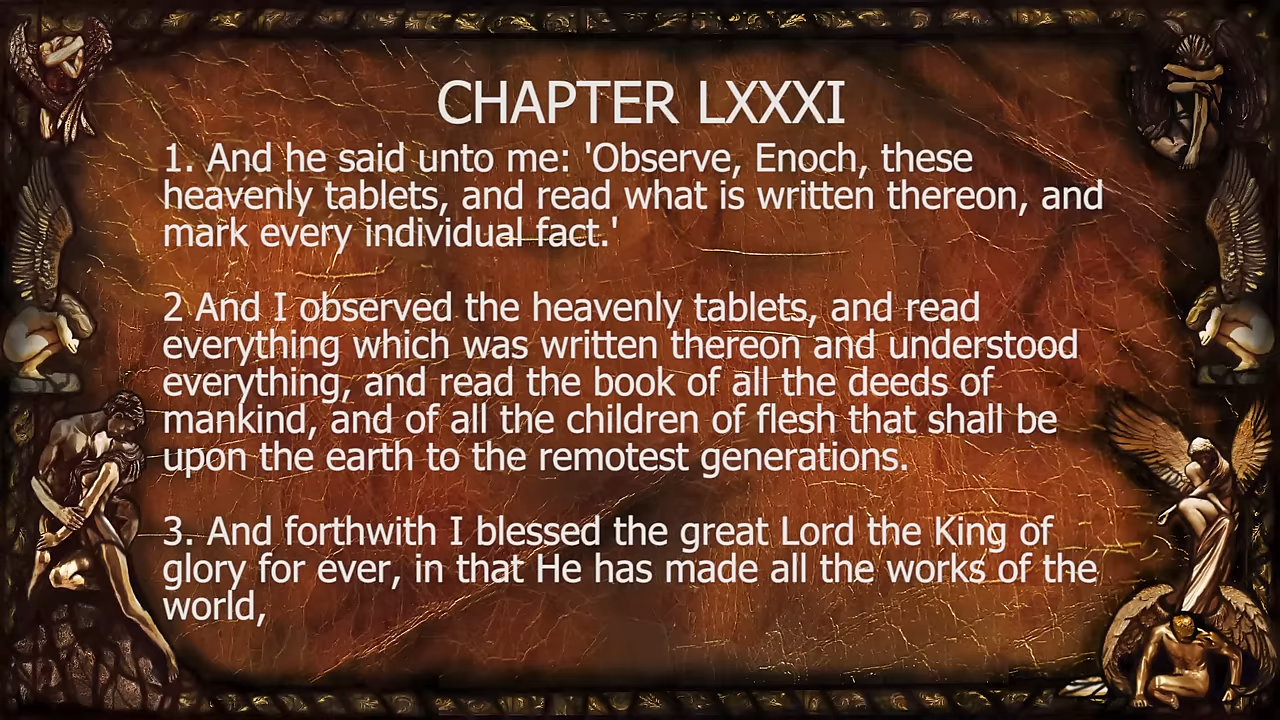 CHAPTER LXXXI
1. And he said unto me: 'Observe, Enoch, these
heavenly tablets, and read what is written thereon, and
mark every individual fact.'
2 And I observed the heavenly tablets, and read
everything which was written thereon and understood
everything, and read the book of all the deeds of
mankind, and of all the children of flesh that shall be
upon the earth to the remotest generations.
3. And forthwith I blessed the great Lord the King of
glory for ever, in that He has made all the works of the
world,